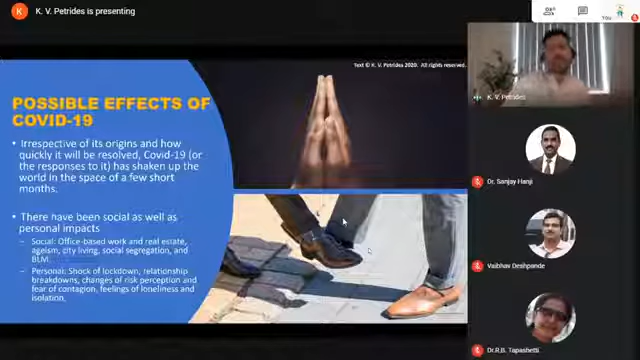 K
K. V. Petrides is presenting
You
Text © K. V. Petrides 2020. All rights reserved.
POSSIBLE EFFECTS OF
COVID-19
• Irrespective of its origins and how
quickly it will be resolved, Covid-19 (or
the responses to it) has shaken up the
world in the space of a few short
months.
• There have been social as well as
personal impacts
– Social: Office-based work and real estate,
ageism, city living, social segregation, and
BLM.
– Personal: Shock of lockdown, relationship
breakdowns, changes of risk perception and
fear of contagion, feelings of loneliness and
isolation,
K. V. Petrides
Dr. Sanjay Hanji
Vaibhav Deshpande
Dr.R.B. Tapashetti